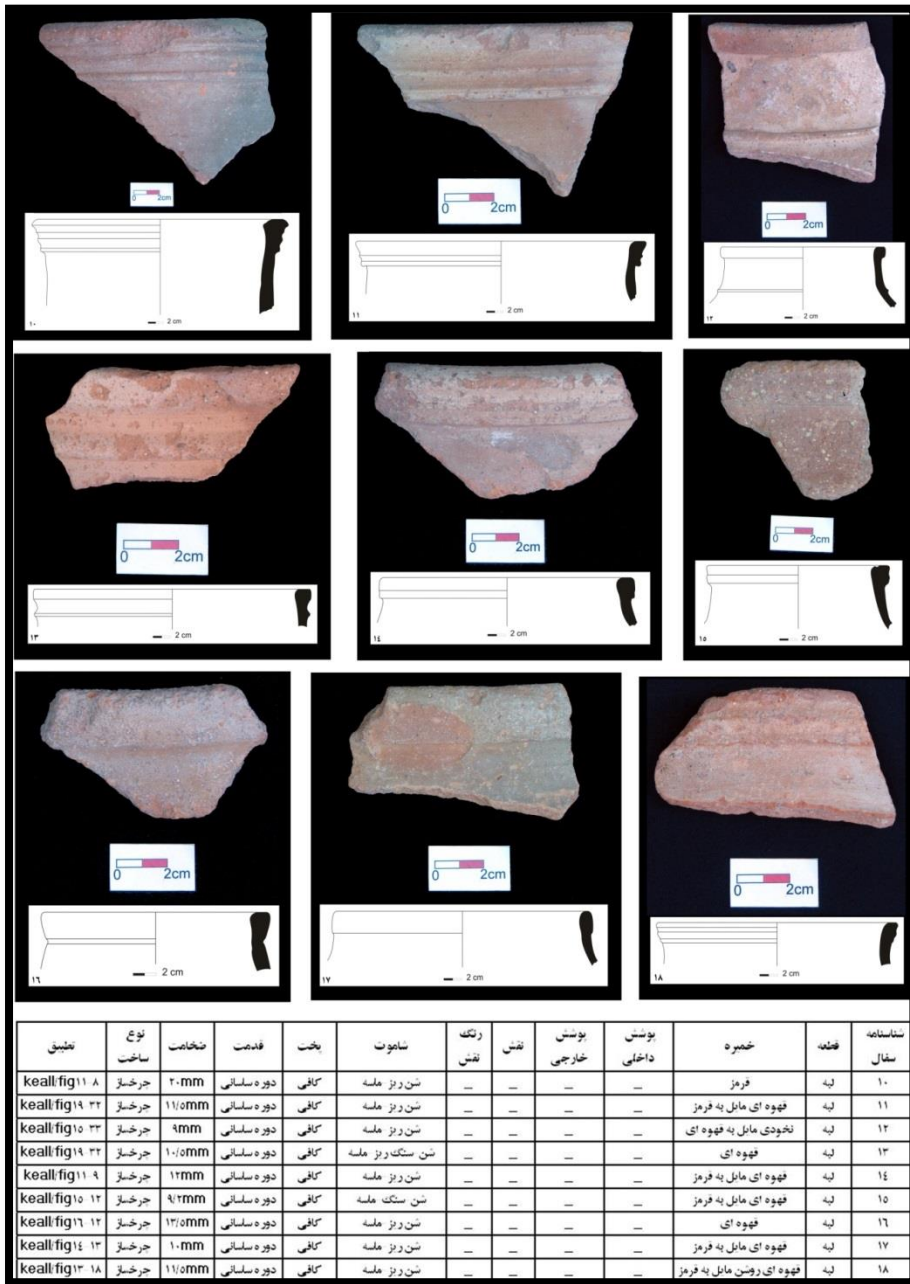 0 2cm
0 2cm
0 2cm
2 cm
۱۰
2 cm
۱۱
2 cm
۱۲
0 2cm
0 2cm
0 2cm
2 cm
۱۳
2 cm
۱۴
2 cm
۱۵
0 2cm
0 2cm
0 2cm
2 cm
۱۶
2 cm
۱۷
2 cm
۱۸
شناسنامه سفال قطعه خمیره پوشش داخلی پوشش خارجی نقش رنگ نقش شاموت پخت قدمت ضخامت نوع ساخت تطبیق
۱۰ لبه قرمز _ _ _ _ شن ریز ماسه کافی دوره ساسانی ۲۰mm چرخساز keall/fig۱۱-۸
۱۱ لبه قهوه ای مایل به قرمز _ _ _ _ شن ریز ماسه کافی دوره ساسانی ۱۱/۵mm چرخساز keall/fig۱۹-۳۲
۱۲ لبه نخودی مایل به قهوه ای _ _ _ _ شن ریز ماسه کافی دوره ساسانی ۹mm چرخساز keall/fig۱۵-۳۳
۱۳ لبه قهوه ای _ _ _ _ شن سنگ ریز ماسه کافی دوره ساسانی ۱۰/۵mm چرخساز keall/fig۱۹-۳۲
۱٤ لبه قهوه ای مایل به قرمز _ _ _ _ شن ریز ماسه کافی دوره ساسانی ۱۲mm چرخساز keall/fig۱۱-۹
۱۵ لبه قهوه ای مایل به قرمز _ _ _ _ شن سنگ ماسه کافی دوره ساسانی ۹/۲mm چرخساز keall/fig۱۵-۱۲
۱٦ لبه قهوه ای _ _ _ _ شن ریز ماسه کافی دوره ساسانی ۱۳/۵mm چرخساز keall/fig۱٦-۱۲
۱۷ لبه قهوه ای مایل به قرمز _ _ _ _ شن ریز ماسه کافی دوره ساسانی ۱۰mm چرخساز keall/fig۱٤-۱۳
۱۸ لبه قهوه ای روشن مایل به قرمز _ _ _ _ شن ریز ماسه کافی دوره ساسانی ۱۱/۵mm چرخساز keall/fig۱۳-۱۸